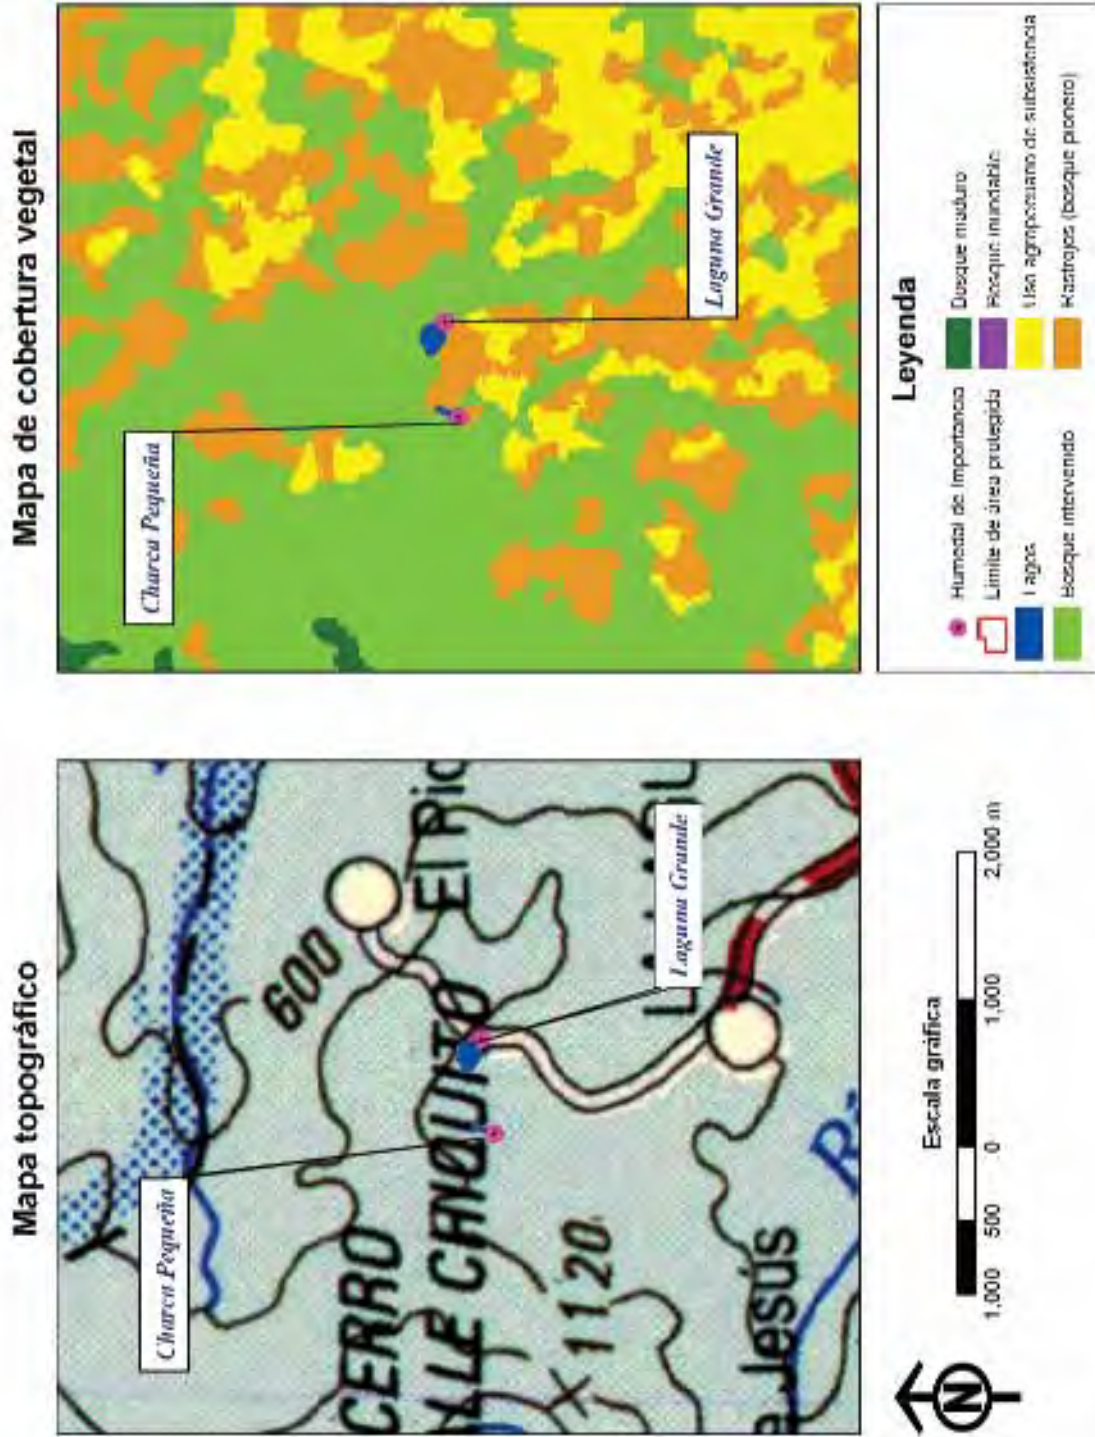 Mapa topográfico
Charca Pequeña
600
CERRO
LLE CANQUITO
El Pic
Laguna Grande
X 1120
e Jesús
R
1,000 500 0 1,000 2,000 m
Escala gráfica
N
Mapa de cobertura vegetal
Charca Pequeña
Laguna Grande
Leyenda
Humedal de Importancia
Límite de área protegida
Lagos
Bosque intervenido
Bosque maduro
Bosque inundable
Uso agropecuario de subsistencia
Rastrojos (bosque pionero)